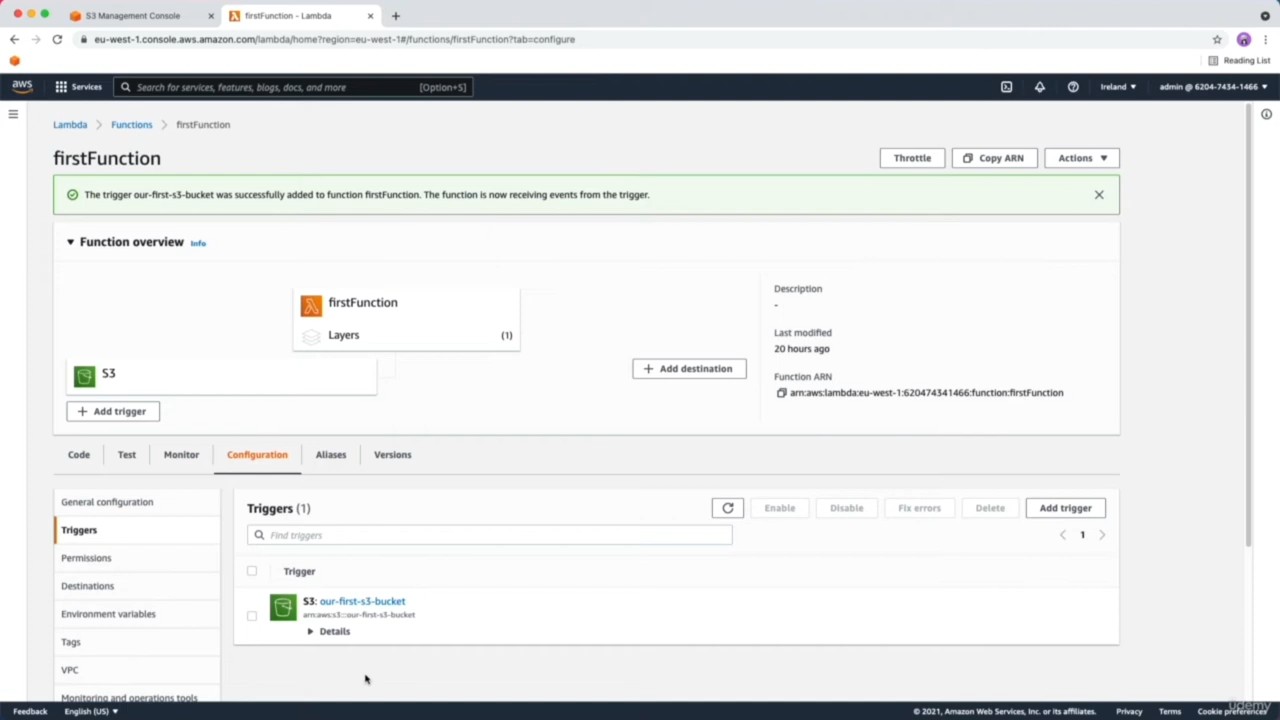 S3 Management Console
firstFunction - Lambda
eu-west-1.console.aws.amazon.com/lambda/home?region=eu-west-1#/functions/firstFunction?tab=configure
Reading List
aws
Services
Search for services, features, blogs, docs, and more
[Option+S]
Ireland
admin @ 6204-7434-1466
Lambda
Functions
firstFunction
firstFunction
Throttle
Copy ARN
Actions
The trigger our-first-s3-bucket was successfully added to function firstFunction. The function is now receiving events from the trigger.
Function overview
Info
firstFunction
Layers
(1)
S3
Add trigger
Add destination
Description
-
Last modified
20 hours ago
Function ARN
arn:aws:lambda:eu-west-1:620474341466:function:firstFunction
Code
Test
Monitor
Configuration
Aliases
Versions
General configuration
Triggers
Permissions
Destinations
Environment variables
Tags
VPC
Monitoring and operations tools
Triggers (1)
Enable
Disable
Fix errors
Delete
Add trigger
Find triggers
1
Trigger
S3: our-first-s3-bucket
arn:aws:s3:::our-first-s3-bucket
Details
Feedback
English (US)
© 2021, Amazon Web Services, Inc. or its affiliates.
Privacy
Terms
Cookie preferences
udemy